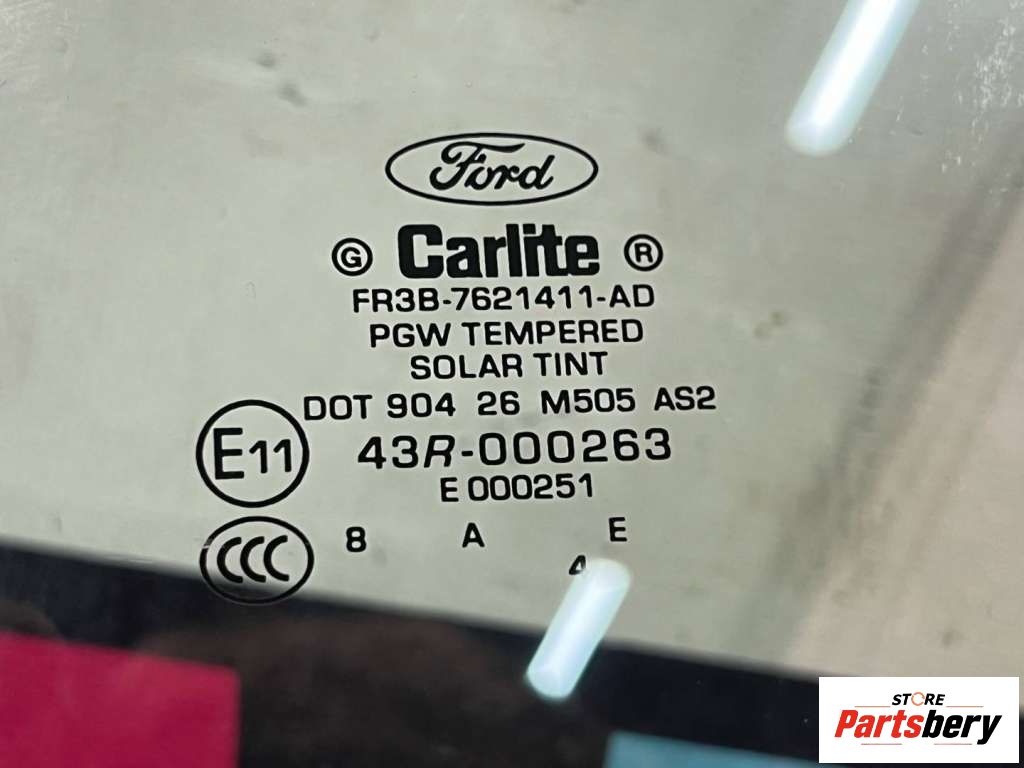 Ford
G Carlite R
FR3B-7621411-AD
PGW TEMPERED
SOLAR TINT
DOT 904 26 M505 AS2
E11 43R-000263
E 000251
CCC 8 A E
4
STORE
Partsbery